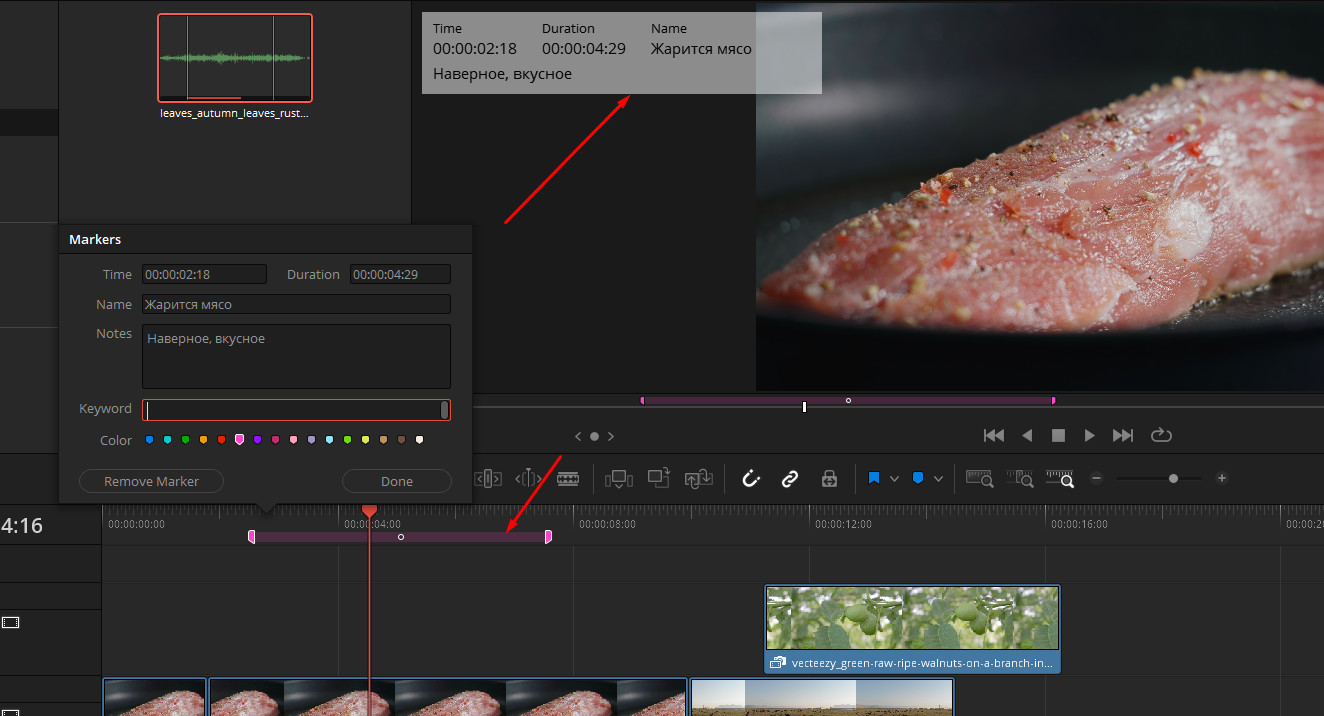 leaves_autumn_leaves_rust...
Time Duration Name
00:00:02:18 00:00:04:29 Жарится мясо
Наверное, вкусное
Markers
Time 00:00:02:18 Duration 00:00:04:29
Name Жарится мясо
Notes Наверное, вкусное
Keyword
Color
Remove Marker Done
4:16
00:00:00:00 00:00:04:00 00:00:08:00 00:00:12:00 00:00:16:00 00:00:20
vecteezy_green-raw-ripe-walnuts-on-a-branch-in...